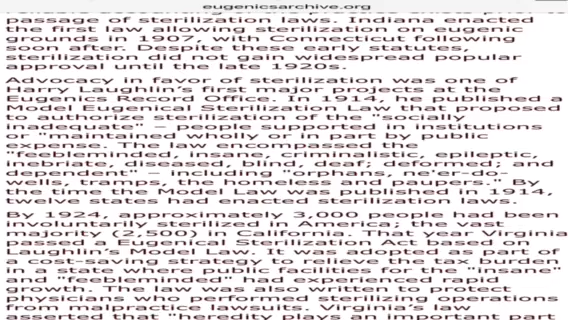 eugenicsarchive.org
passage of sterilization laws. Indiana enacted
the first law allowing sterilization on eugenic
grounds in 1907, with Connecticut following
soon after. Despite these early statutes,
sterilization did not gain widespread popular
approval until the late 1920s.
Advocacy in favor of sterilization was one of
Harry Laughlin's first major projects at the
Eugenics Record Office. In 1914, he published a
Model Eugenical Sterilization Law that proposed
to authorize sterilization of the "socially
inadequate" – people supported in institutions
or "maintained wholly or in part by public
expense. The law encompassed the
"feebleminded, insane, criminalistic, epileptic,
inebriate, diseased, blind, deaf; deformed; and
dependent" – including "orphans, ne'er-do-
wells, tramps, the homeless and paupers." By
the time the Model Law was published in 1914,
twelve states had enacted sterilization laws.
By 1924, approximately 3,000 people had been
involuntarily sterilized in America; the vast
majority (2,500) in California. That year Virginia
passed a Eugenical Sterilization Act based on
Laughlin's Model Law. It was adopted as part of
a cost-saving strategy to relieve the tax burden
in a state where public facilities for the "insane"
and "feebleminded" had experienced rapid
growth. The law was also written to protect
physicians who performed sterilizing operations
from malpractice lawsuits. Virginia's law
asserted that "heredity plays an important part